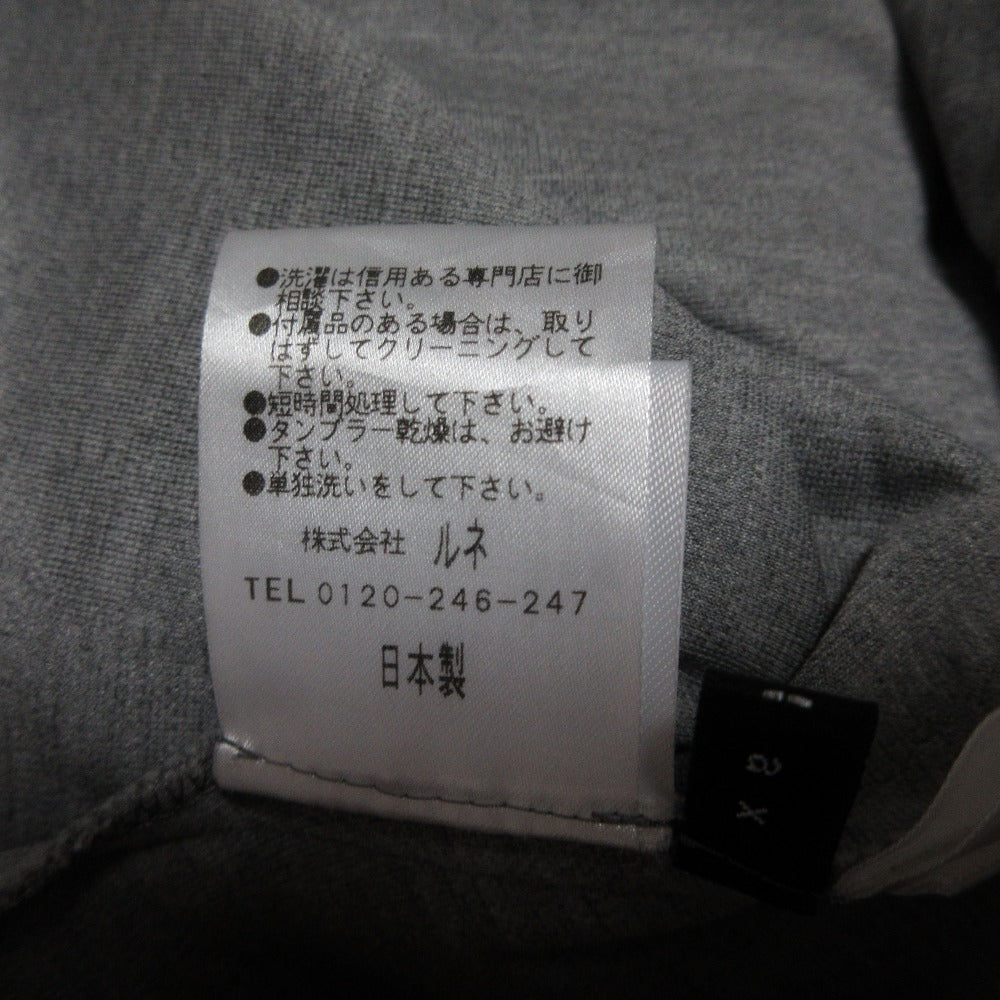 ●洗濯は信用ある専門店に御
相談下さい。
●付属品のある場合は、取り
はずしてクリーニングして
下さい。
●短時間処理して下さい。
●タンブラー乾燥は、お避け
下さい。
●単独洗いをして下さい。
株式会社 ルネ
TEL 0120-246-247
日本製